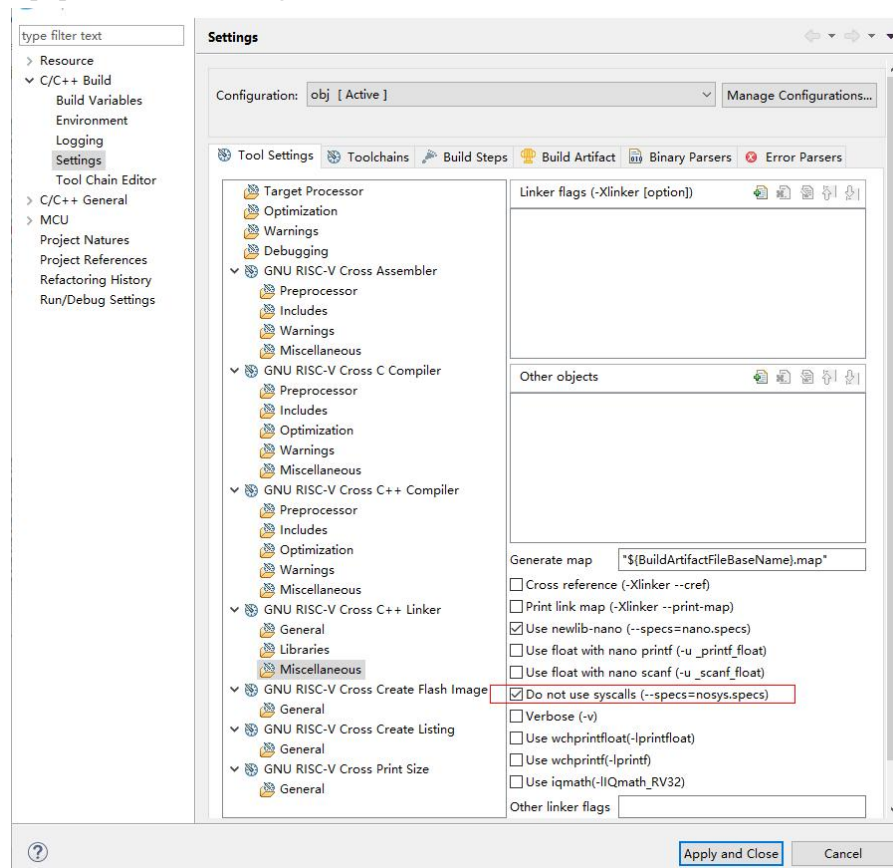 type filter text
Settings
Resource
C/C++ Build
Build Variables
Environment
Logging
Settings
Tool Chain Editor
C/C++ General
MCU
Project Natures
Project References
Refactoring History
Run/Debug Settings
Configuration: obj [ Active ]
Manage Configurations...
Tool Settings Toolchains Build Steps Build Artifact Binary Parsers Error Parsers
Target Processor
Optimization
Warnings
Debugging
GNU RISC-V Cross Assembler
Preprocessor
Includes
Warnings
Miscellaneous
GNU RISC-V Cross C Compiler
Preprocessor
Includes
Optimization
Warnings
Miscellaneous
GNU RISC-V Cross C++ Compiler
Preprocessor
Includes
Optimization
Warnings
Miscellaneous
GNU RISC-V Cross C++ Linker
General
Libraries
Miscellaneous
GNU RISC-V Cross Create Flash Image
General
GNU RISC-V Cross Create Listing
General
GNU RISC-V Cross Print Size
General
Linker flags (-Xlinker [option])
Other objects
Generate map "${BuildArtifactFileBaseName}.map"
Cross reference (-Xlinker --cref)
Print link map (-Xlinker --print-map)
Use newlib-nano (--specs=nano.specs)
Use float with nano printf (-u _printf_float)
Use float with nano scanf (-u _scanf_float)
Do not use syscalls (--specs=nosys.specs)
Verbose (-v)
Use wchprintfloat(-lprintfloat)
Use wchprintf(-lprintf)
Use iqmath(-lIQmath_RV32)
Other linker flags
Apply and Close
Cancel